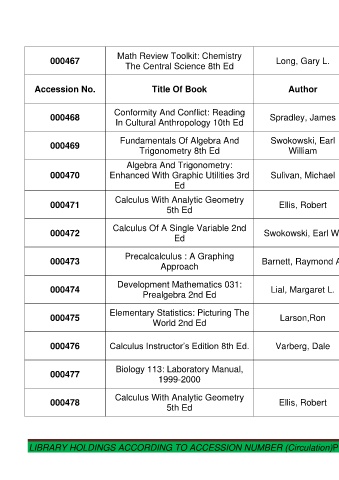 000467
Math Review Toolkit: Chemistry
The Central Science 8th Ed
Long, Gary L.
Accession No.
Title Of Book
Author
000468
Conformity And Conflict: Reading
In Cultural Anthropology 10th Ed
Spradley, James
000469
Fundamentals Of Algebra And
Trigonometry 8th Ed
Swokowski, Earl
William
000470
Algebra And Trigonometry:
Enhanced With Graphic Utilities 3rd
Ed
Sulivan, Michael
000471
Calculus With Analytic Geometry
5th Ed
Ellis, Robert
000472
Calculus Of A Single Variable 2nd
Ed
Swokowski, Earl W
000473
Precalcalculus : A Graphing
Approach
Barnett, Raymond A
000474
Development Mathematics 031:
Prealgebra 2nd Ed
Lial, Margaret L.
000475
Elementary Statistics: Picturing The
World 2nd Ed
Larson,Ron
000476
Calculus Instructor's Edition 8th Ed.
Varberg, Dale
000477
Biology 113: Laboratory Manual,
1999-2000
000478
Calculus With Analytic Geometry
5th Ed
Ellis, Robert
LIBRARY HOLDINGS ACCORDING TO ACCESSION NUMBER (Circulation)P